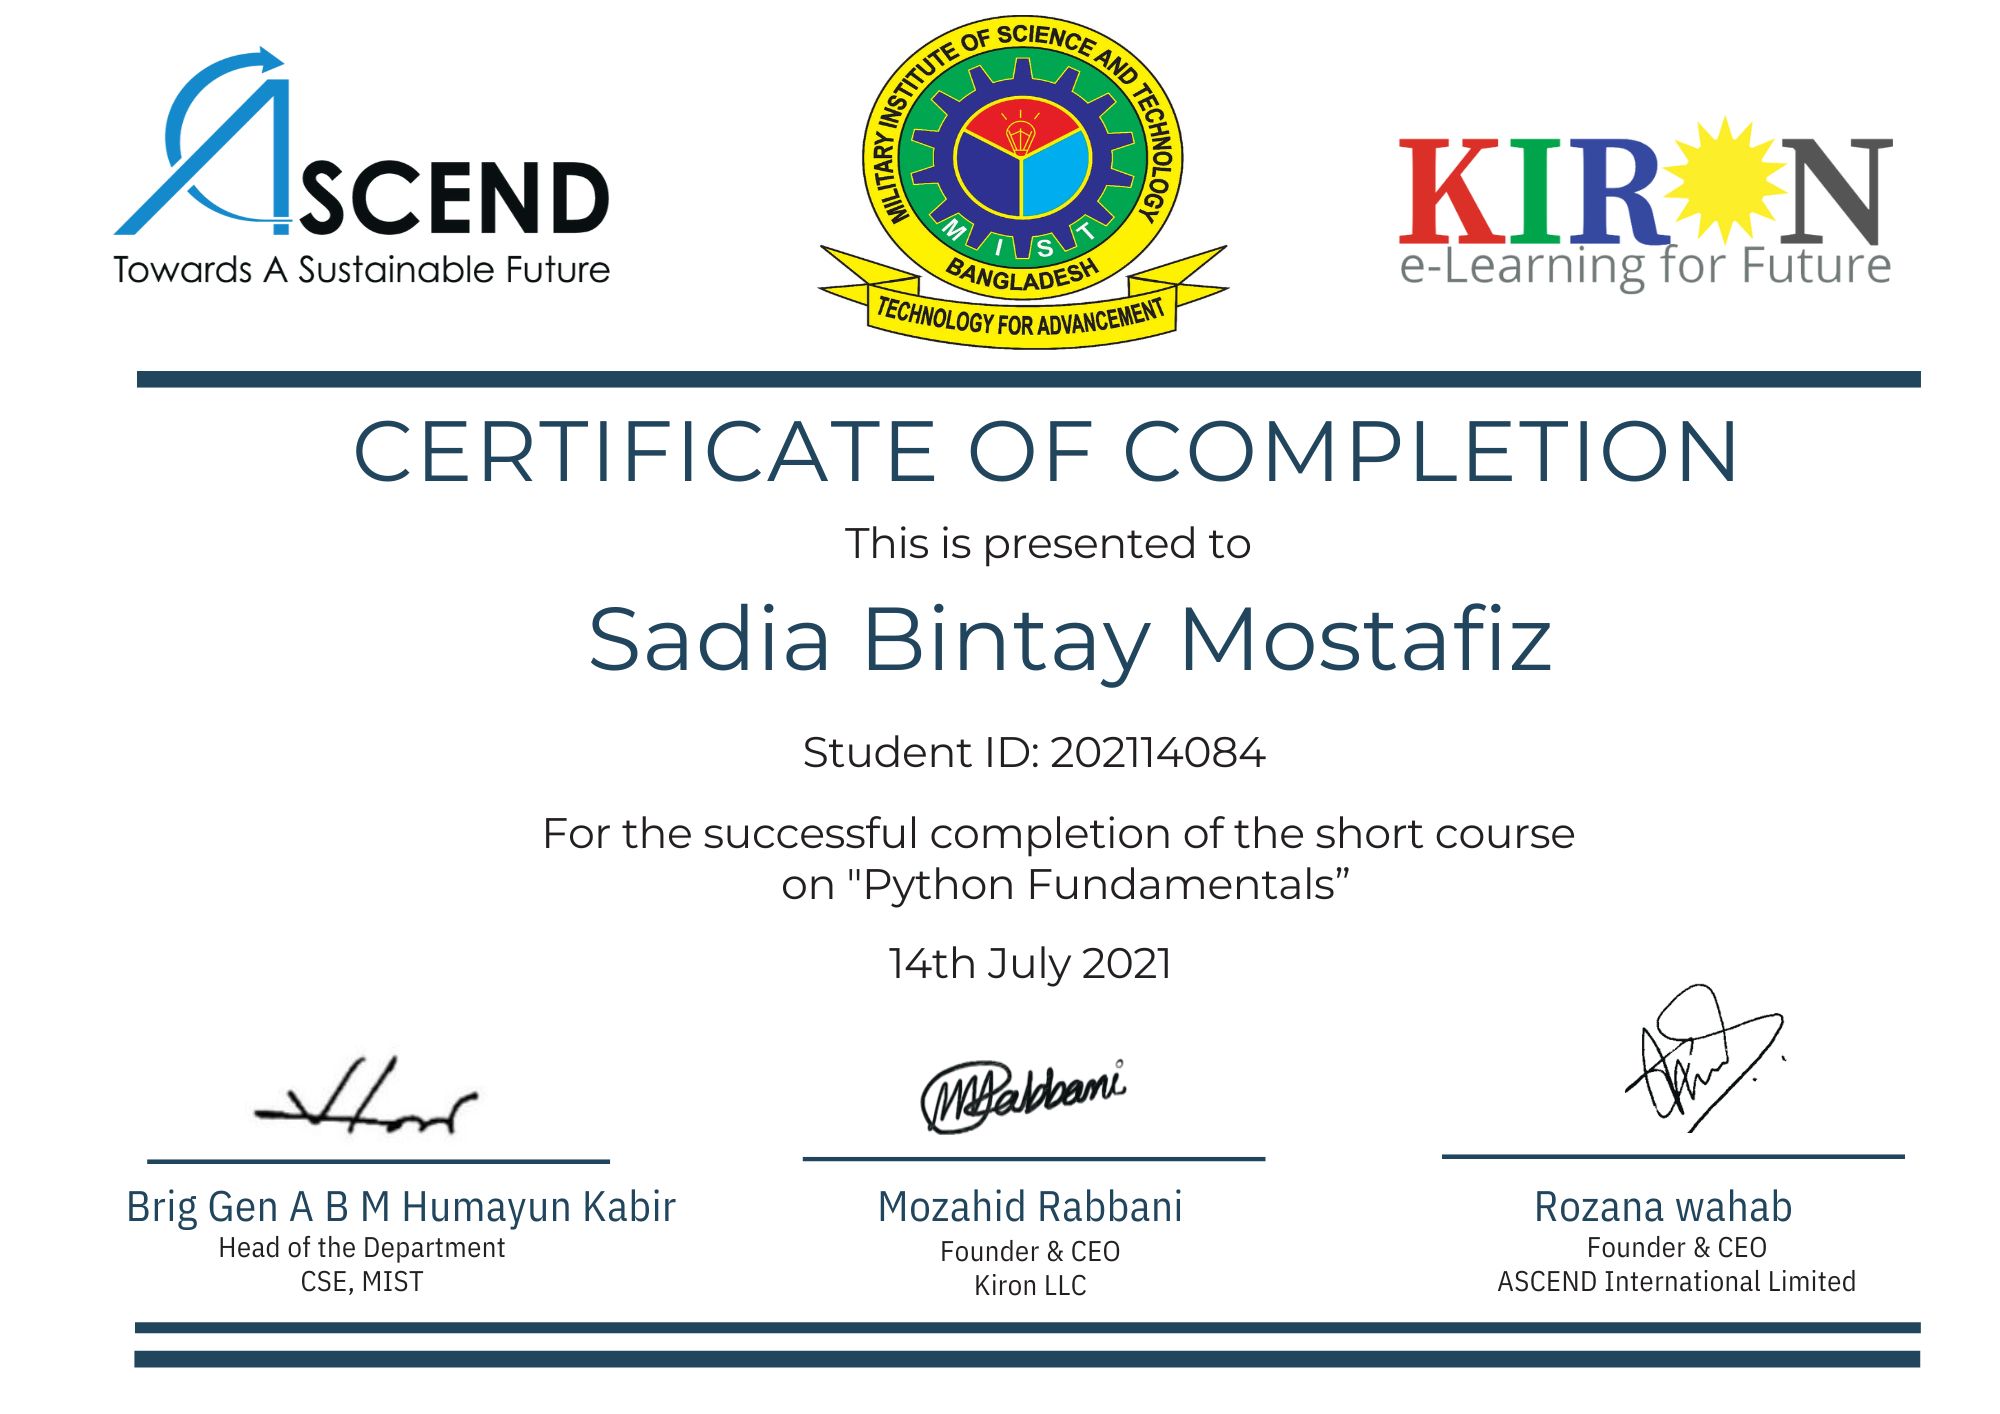 ASCEND
Towards A Sustainable Future
MILITARY INSTITUTE OF SCIENCE AND TECHNOLOGY
MIST
BANGLADESH
TECHNOLOGY FOR ADVANCEMENT
KIRON
e-Learning for Future
CERTIFICATE OF COMPLETION
This is presented to
Sadia Bintay Mostafiz
Student ID: 202114084
For the successful completion of the short course
on "Python Fundamentals”
14th July 2021
MRabbani
Brig Gen A B M Humayun Kabir
Head of the Department
CSE, MIST
Mozahid Rabbani
Founder & CEO
Kiron LLC
Rozana wahab
Founder & CEO
ASCEND International Limited